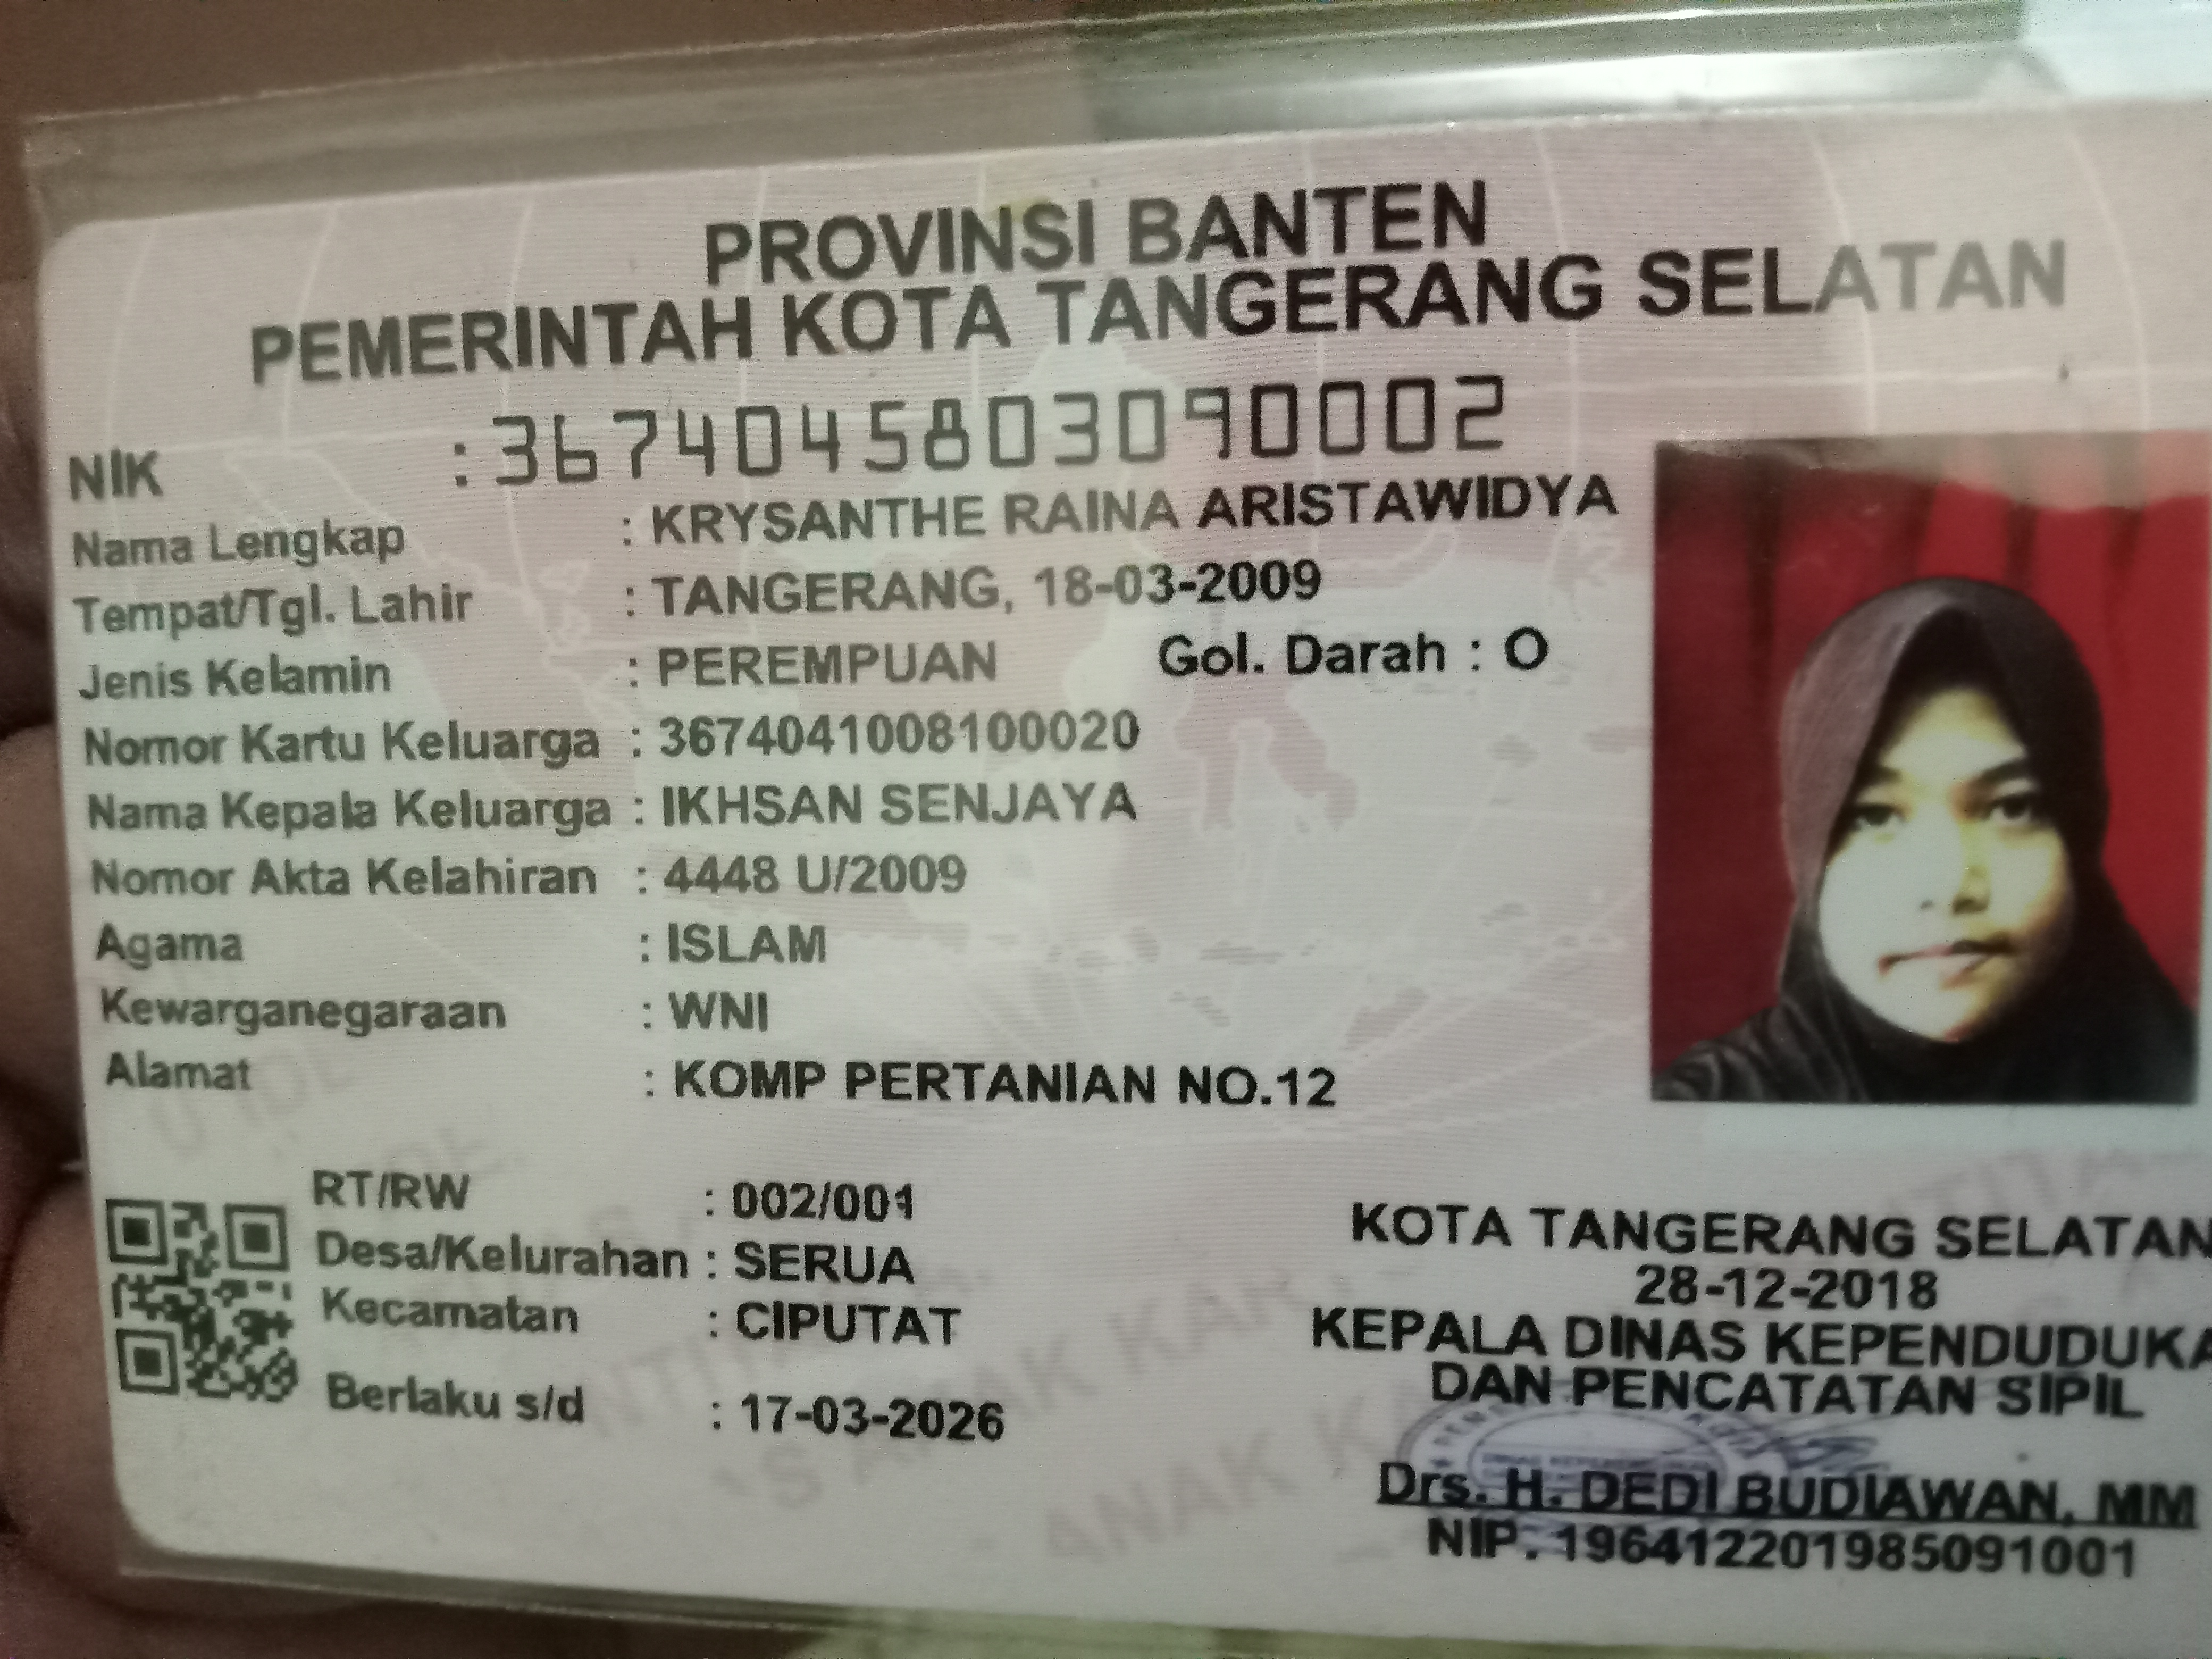 PROVINSI BANTEN
PEMERINTAH KOTA TANGERANG SELATAN
NIK : 3674045803090002
Nama Lengkap : KRYSANTHE RAINA ARISTAWIDYA
Tempat/Tgl. Lahir : TANGERANG, 18-03-2009
Jenis Kelamin : PEREMPUAN Gol. Darah : O
Nomor Kartu Keluarga : 3674041008100020
Nama Kepala Keluarga : IKHSAN SENJAYA
Nomor Akta Kelahiran : 4448 U/2009
Agama : ISLAM
Kewarganegaraan : WNI
Alamat : KOMP PERTANIAN NO.12
RT/RW : 002/001
Desa/Kelurahan : SERUA
Kecamatan : CIPUTAT
Berlaku s/d : 17-03-2026
KOTA TANGERANG SELATAN
28-12-2018
KEPALA DINAS KEPENDUDUKA
DAN PENCATATAN SIPIL
Drs. H. DEDI BUDIAWAN, MM
NIP. 196412201985091001